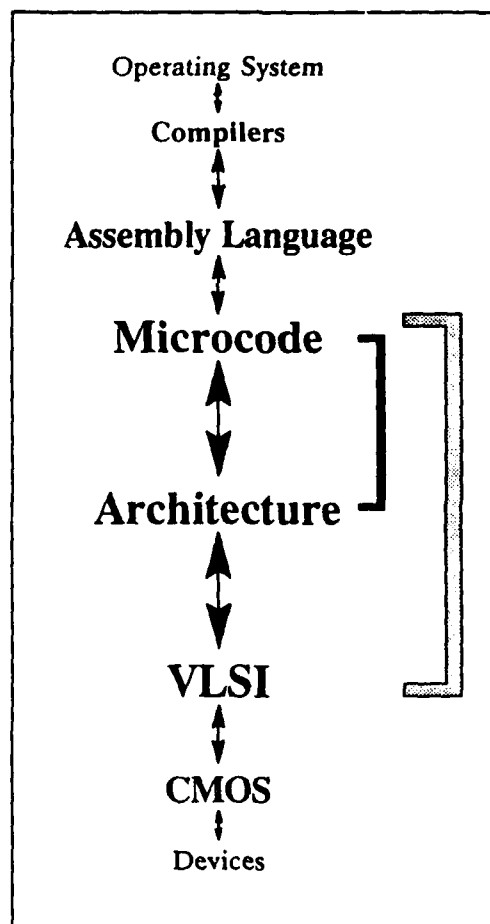 Operating System
Compilers
Assembly Language
Microcode
Architecture
VLSI
CMOS
Devices